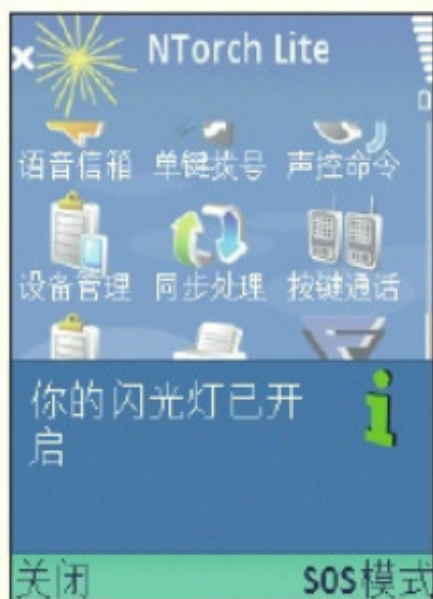 NTorch Lite
语音信箱 单键拨号 声控命令
设备管理 同步处理 按键通话
你的闪光灯已开
启
关闭 SOS模式